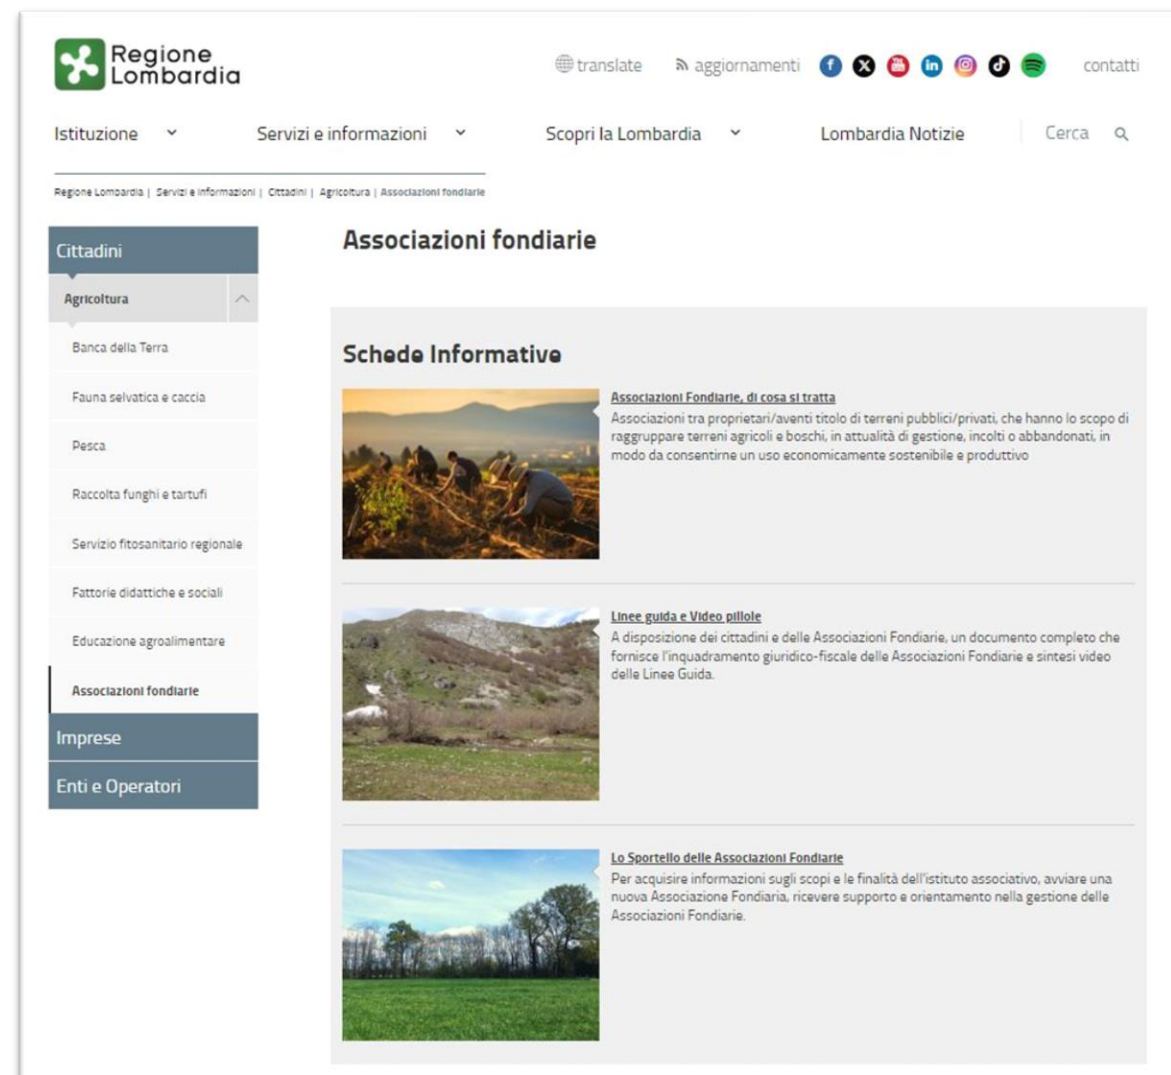 Regione
Lombardia
translate aggiornamenti contatti
Istituzione Servizi e informazioni Scopri la Lombardia Lombardia Notizie Cerca
Regione Lombardia | Servizi e informazioni | Cittadini | Agricoltura | Associazioni fondiarie
Cittadini
Agricoltura
Banca della Terra
Fauna selvatica e caccia
Pesca
Raccolta funghi e tartufi
Servizio fitosanitario regionale
Fattorie didattiche e sociali
Educazione agroalimentare
Associazioni fondiarie
Imprese
Enti e Operatori
Associazioni fondiarie
Schede Informative
Associazioni Fondiarie, di cosa si tratta
Associazioni tra proprietari/aventi titolo di terreni pubblici/privati, che hanno lo scopo di
raggruppare terreni agricoli e boschi, in attualità di gestione, incolti o abbandonati, in
modo da consentirne un uso economicamente sostenibile e produttivo
Linee guida e Video pillole
A disposizione dei cittadini e delle Associazioni Fondiarie, un documento completo che
fornisce l'inquadramento giuridico-fiscale delle Associazioni Fondiarie e sintesi video
delle Linee Guida.
Lo Sportello delle Associazioni Fondiarie
Per acquisire informazioni sugli scopi e le finalità dell'istituto associativo, avviare una
nuova Associazione Fondiaria, ricevere supporto e orientamento nella gestione delle
Associazioni Fondiarie.